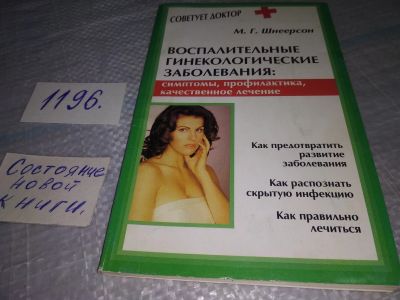 СОВЕТУЕТ ДОКТОР
М. Г. Шнеерсон
ВОСПАЛИТЕЛЬНЫЕ
ГИНЕКОЛОГИЧЕСКИЕ
ЗАБОЛЕВАНИЯ:
симптомы, профилактика,
качественное лечение
Как предотвратить
развитие
заболевания
Как распознать
скрытую инфекцию
Как правильно
лечиться
1196.
Состояние
новой
книги.